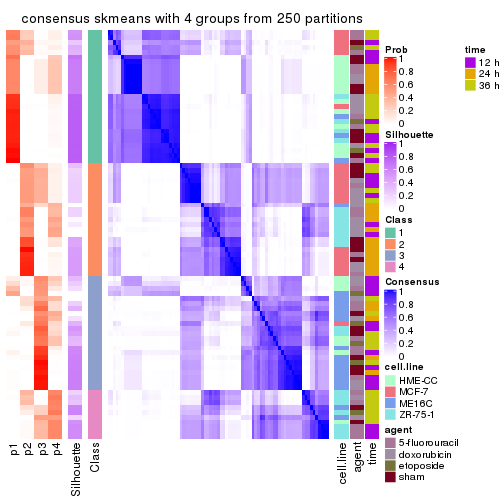 consensus skmeans with 4 groups from 250 partitions
Prob
1
0.8
0.6
0.4
0.2
0
time
12 h
24 h
36 h
Silhouette
1
0.8
0.6
0.4
0.2
0
Class
1
2
3
4
Consensus
1
0.8
0.6
0.4
0.2
0
cell.line
HME-CC
MCF-7
ME16C
ZR-75-1
agent
5-fluorouracil
doxorubicin
etoposide
sham
p1
p2
p3
p4
Silhouette
Class
cell.line
agent
time